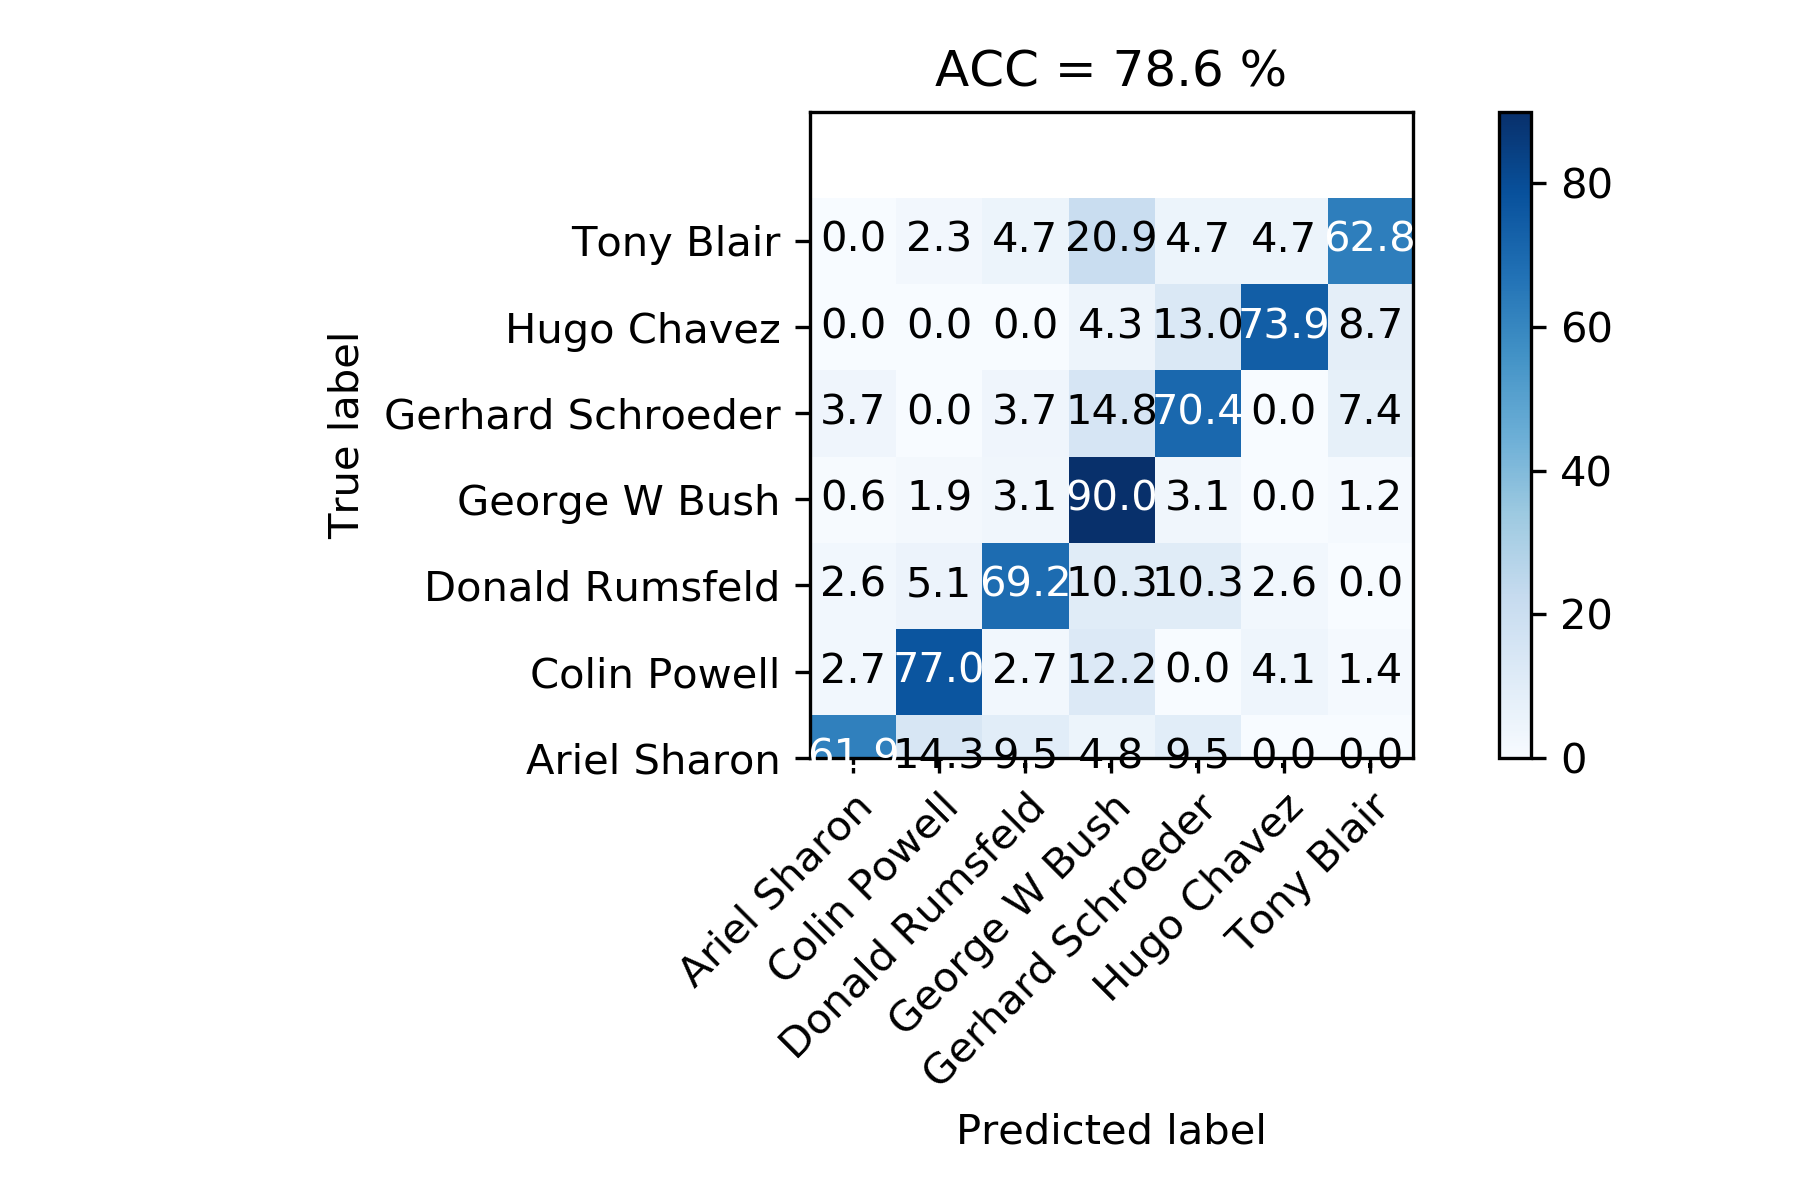 ACC = 78.6 %
True label
Tony Blair 0.0 2.3 4.7 20.9 4.7 4.7 62.8
Hugo Chavez 0.0 0.0 0.0 4.3 13.0 73.9 8.7
Gerhard Schroeder 3.7 0.0 3.7 14.8 70.4 0.0 7.4
George W Bush 0.6 1.9 3.1 90.0 3.1 0.0 1.2
Donald Rumsfeld 2.6 5.1 69.2 10.3 10.3 2.6 0.0
Colin Powell 2.7 77.0 2.7 12.2 0.0 4.1 1.4
Ariel Sharon 61.9 14.3 9.5 4.8 9.5 0.0 0.0
Ariel Sharon
Colin Powell
Donald Rumsfeld
George W Bush
Gerhard Schroeder
Hugo Chavez
Tony Blair
Predicted label
80
60
40
20
0